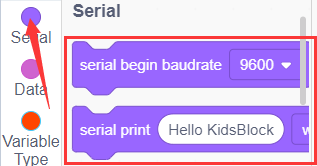 Serial
Serial
serial begin baudrate 9600
Data
serial print Hello KidsBlock w
Variable
Type